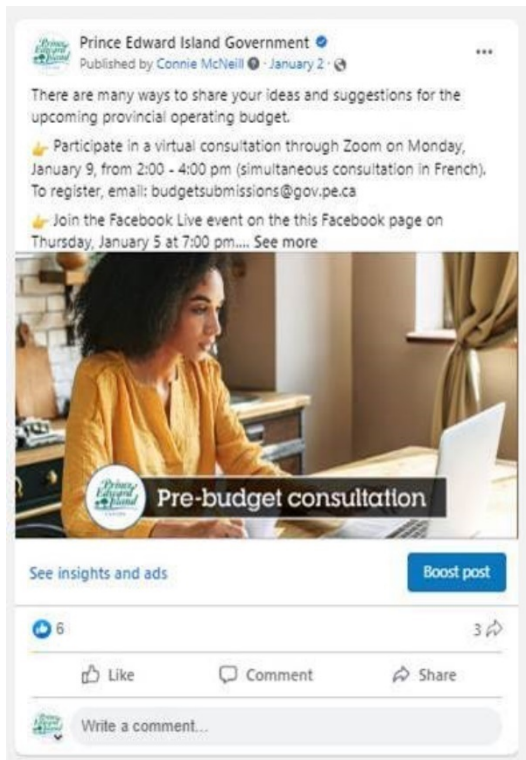 Prince Edward Island Government
Published by Connie McNeill · January 2 ·
There are many ways to share your ideas and suggestions for the
upcoming provincial operating budget.
👉 Participate in a virtual consultation through Zoom on Monday,
January 9, from 2:00 - 4:00 pm (simultaneous consultation in French).
To register, email: budgetsubmissions@gov.pe.ca
👉 Join the Facebook Live event on the this Facebook page on
Thursday, January 5 at 7:00 pm.... See more
Prince
Edward
Island
Pre-budget consultation
See insights and ads
Boost post
6
3
Like
Comment
Share
Write a comment...